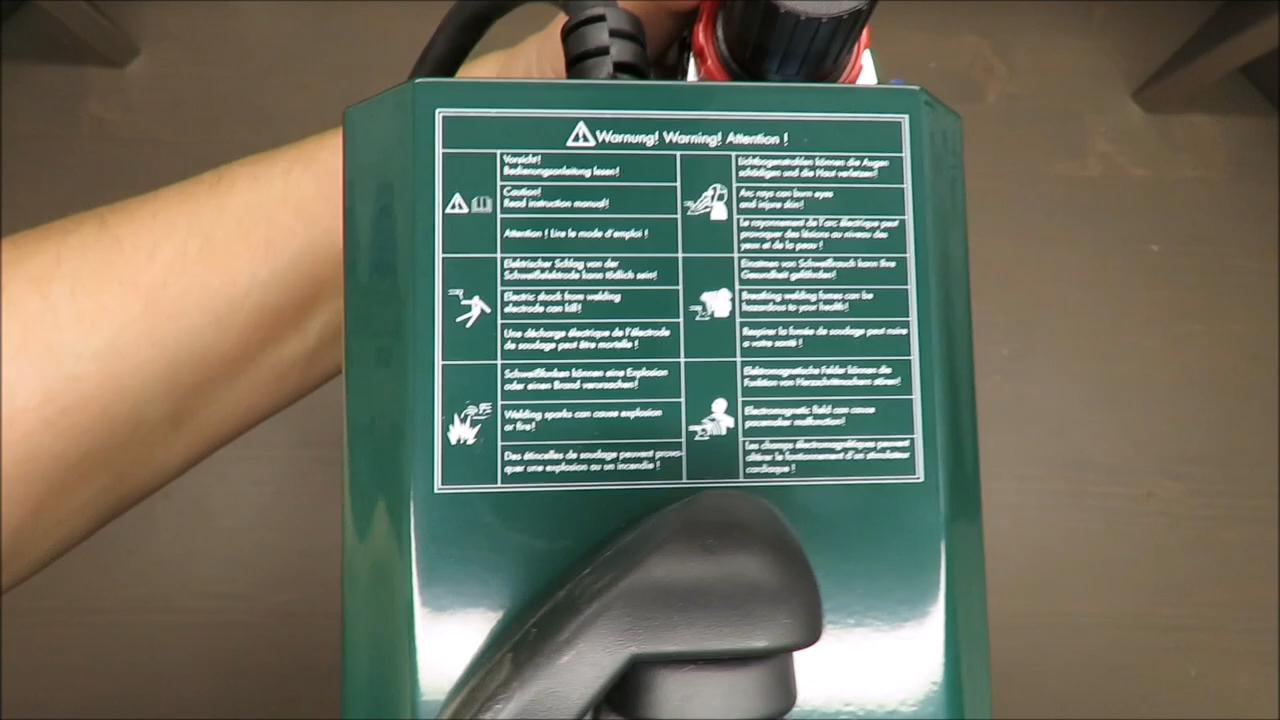 Warnung! Warning! Attention !
Vorsicht!
Bedienungsanleitung lesen!
Caution!
Read instruction manual!
Attention ! Lire le mode d'emploi !
Elektrischer Schlag von der
Schweißelektrode kann tödlich sein!
Electric shock from welding
electrode can kill!
Une décharge électrique de l'électrode
de soudage peut être mortelle !
Schweißfunken können eine Explosion
oder einen Brand verursachen!
Welding sparks can cause explosion
or fire!
Des étincelles de soudage peuvent provo-
quer une explosion ou un incendie !
Lichtbogenstrahlen können die Augen
schädigen und die Haut verletzen!
Arc rays can burn eyes
and injure skin!
Le rayonnement de l'arc électrique peut
provoquer des lésions au niveau des
yeux et de la peau !
Einatmen von Schweißrauch kann Ihre
Gesundheit gefährden!
Breathing welding fumes can be
hazardous to your health!
Respirer la fumée de soudage peut nuire
a votre santé !
Elektromagnetische Felder können die
Funktion von Herzschrittmachern stören!
Electromagnetic field can cause
pacemaker malfunction!
Les champs électromagnétiques peuvent
altérer le fontionnement d'un stimulateur
cardiaque !